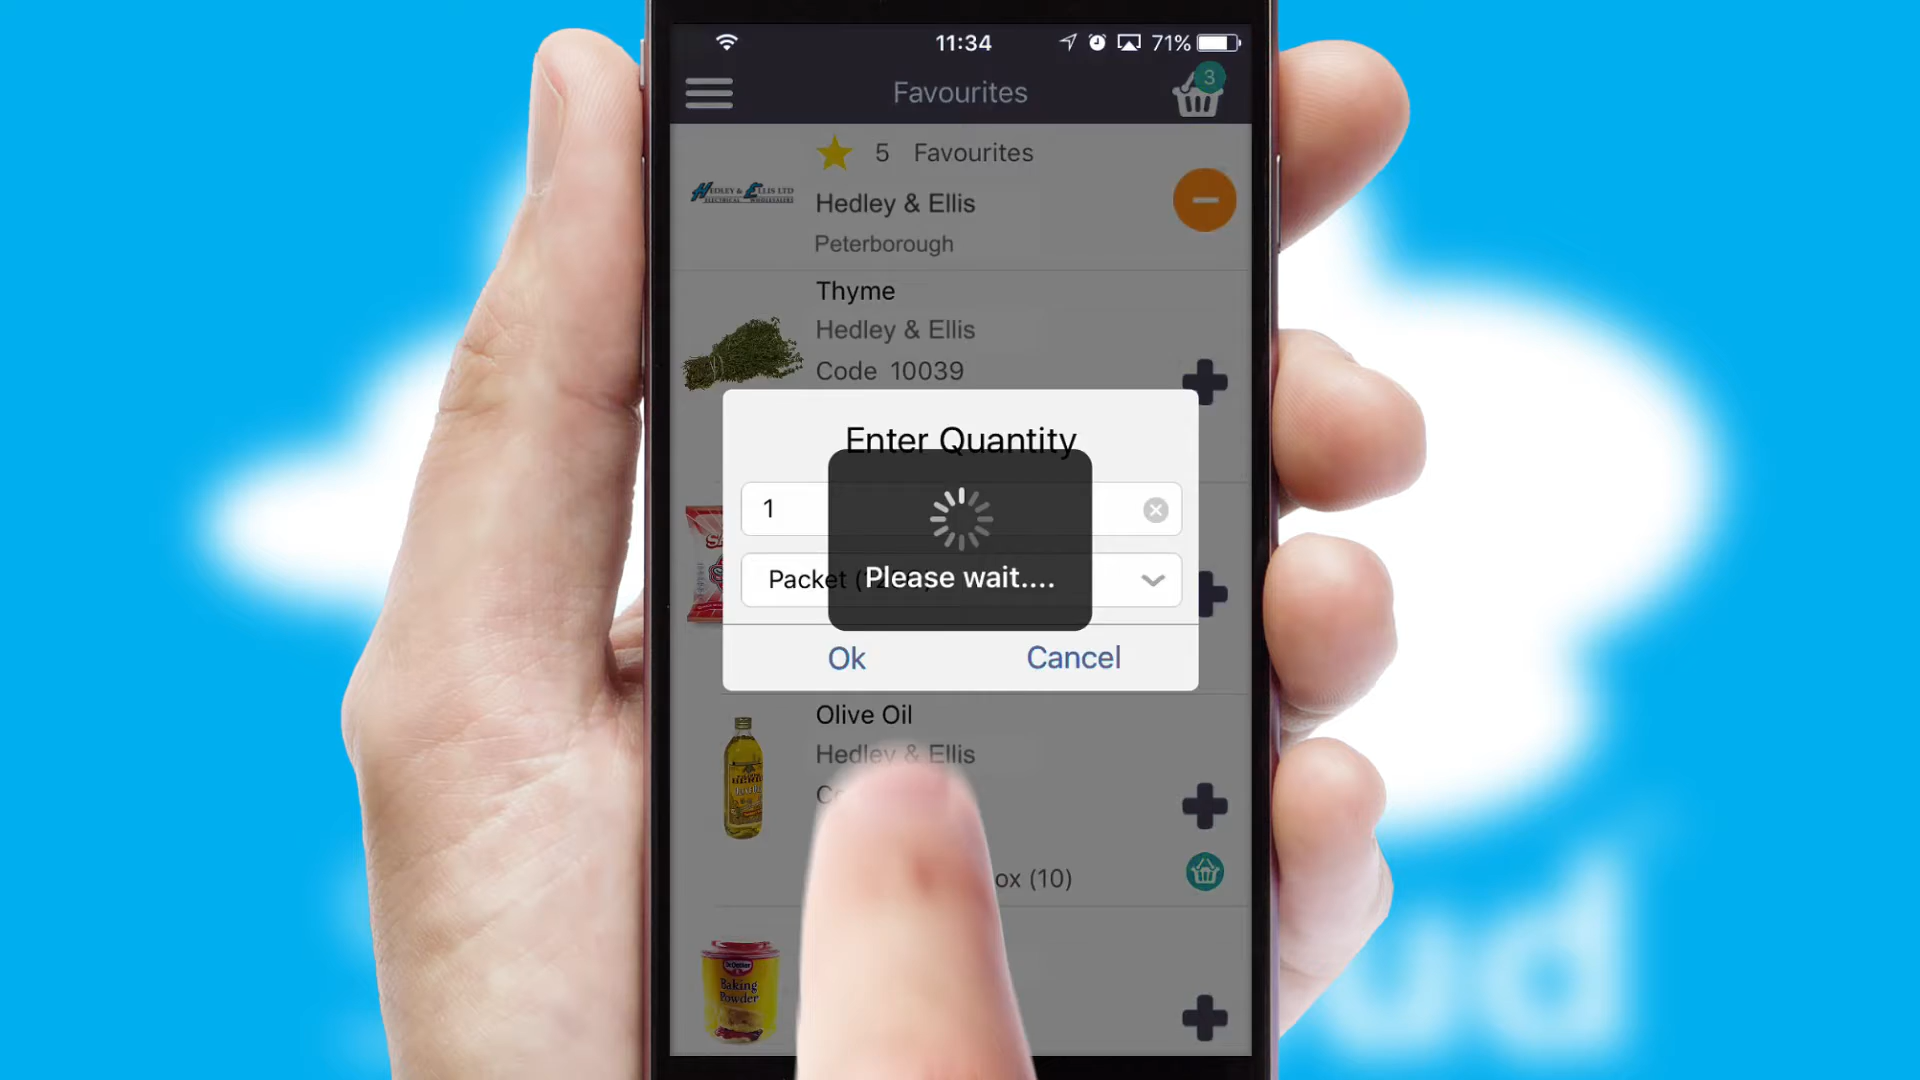 11:34
71%
Favourites
3
5 Favourites
HEDLEY & ELLIS LTD
ELECTRICAL WHOLESALERS
Hedley & Ellis
Peterborough
Thyme
Hedley & Ellis
Code 10039
Enter Quantity
1
Packet
Please wait....
Ok
Cancel
Olive Oil
Hedley & Ellis
ox (10)
Baking
Powder
ud